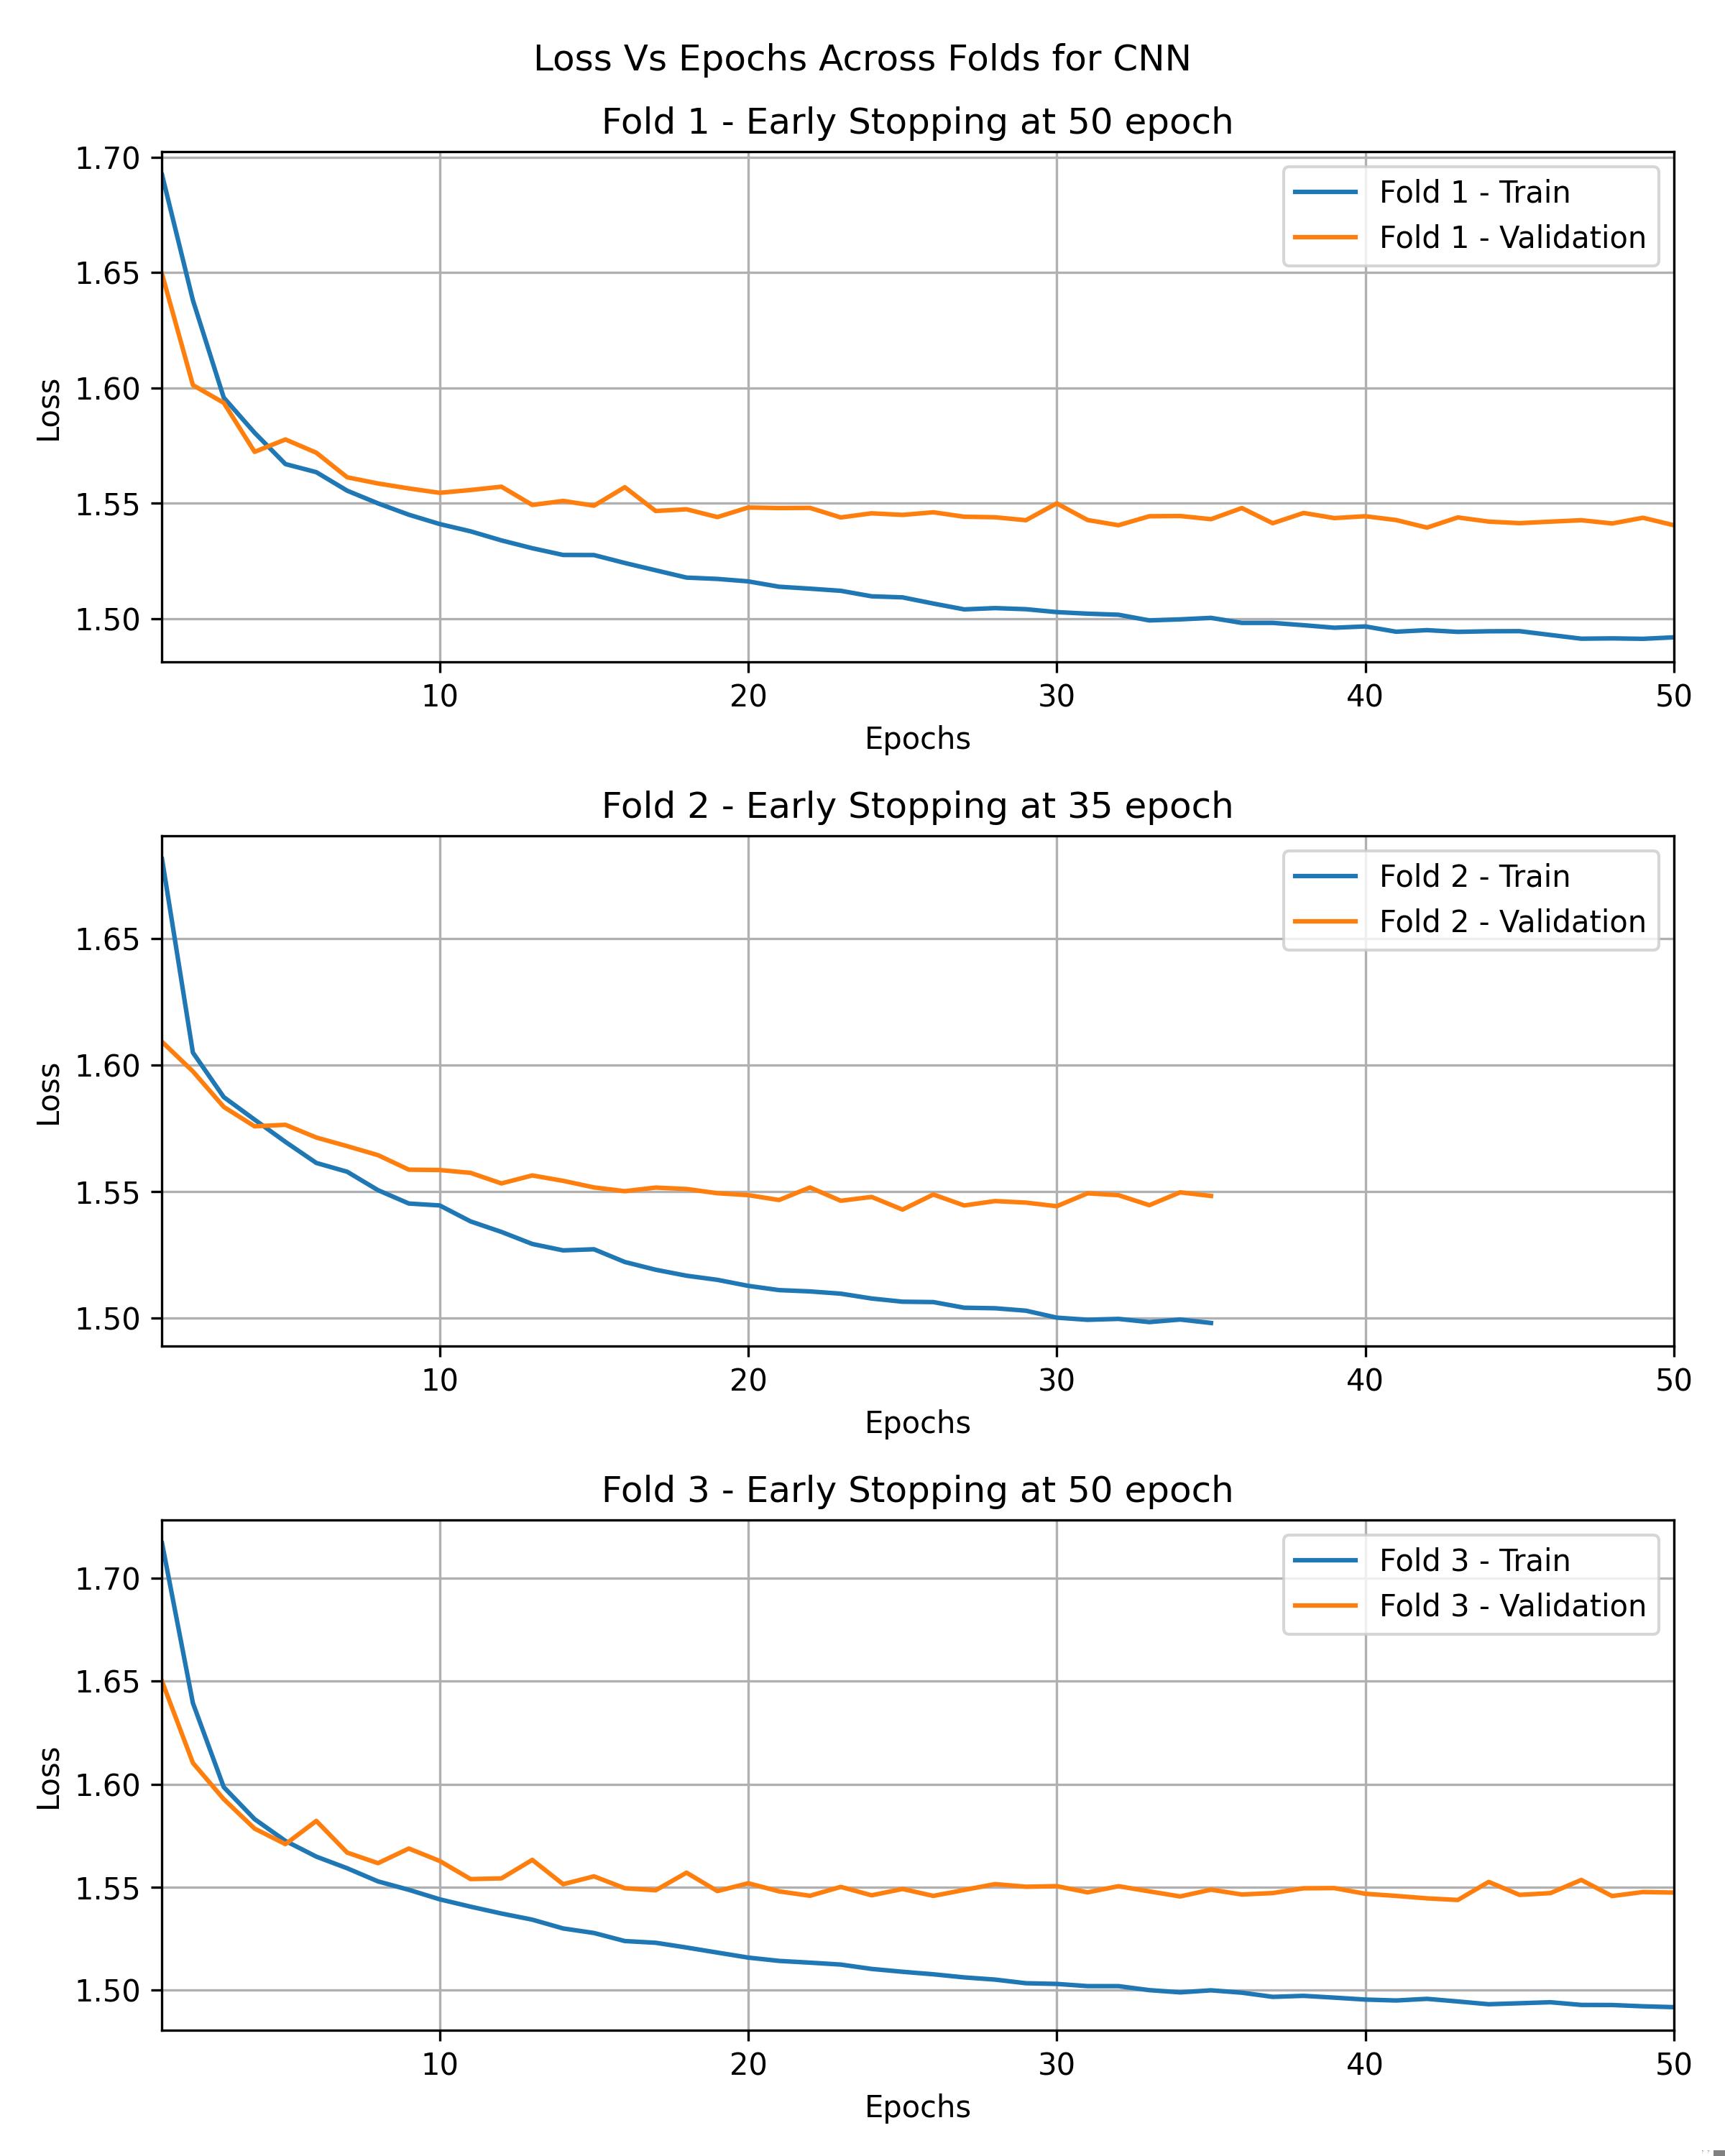 Loss Vs Epochs Across Folds for CNN
Fold 1 - Early Stopping at 50 epoch
1.70
1.65
1.60
1.55
1.50
Loss
Fold 1 - Train
Fold 1 - Validation
10 20 30 40 50
Epochs
Fold 2 - Early Stopping at 35 epoch
1.65
1.60
1.55
1.50
Loss
Fold 2 - Train
Fold 2 - Validation
10 20 30 40 50
Epochs
Fold 3 - Early Stopping at 50 epoch
1.70
1.65
1.60
1.55
1.50
Loss
Fold 3 - Train
Fold 3 - Validation
10 20 30 40 50
Epochs